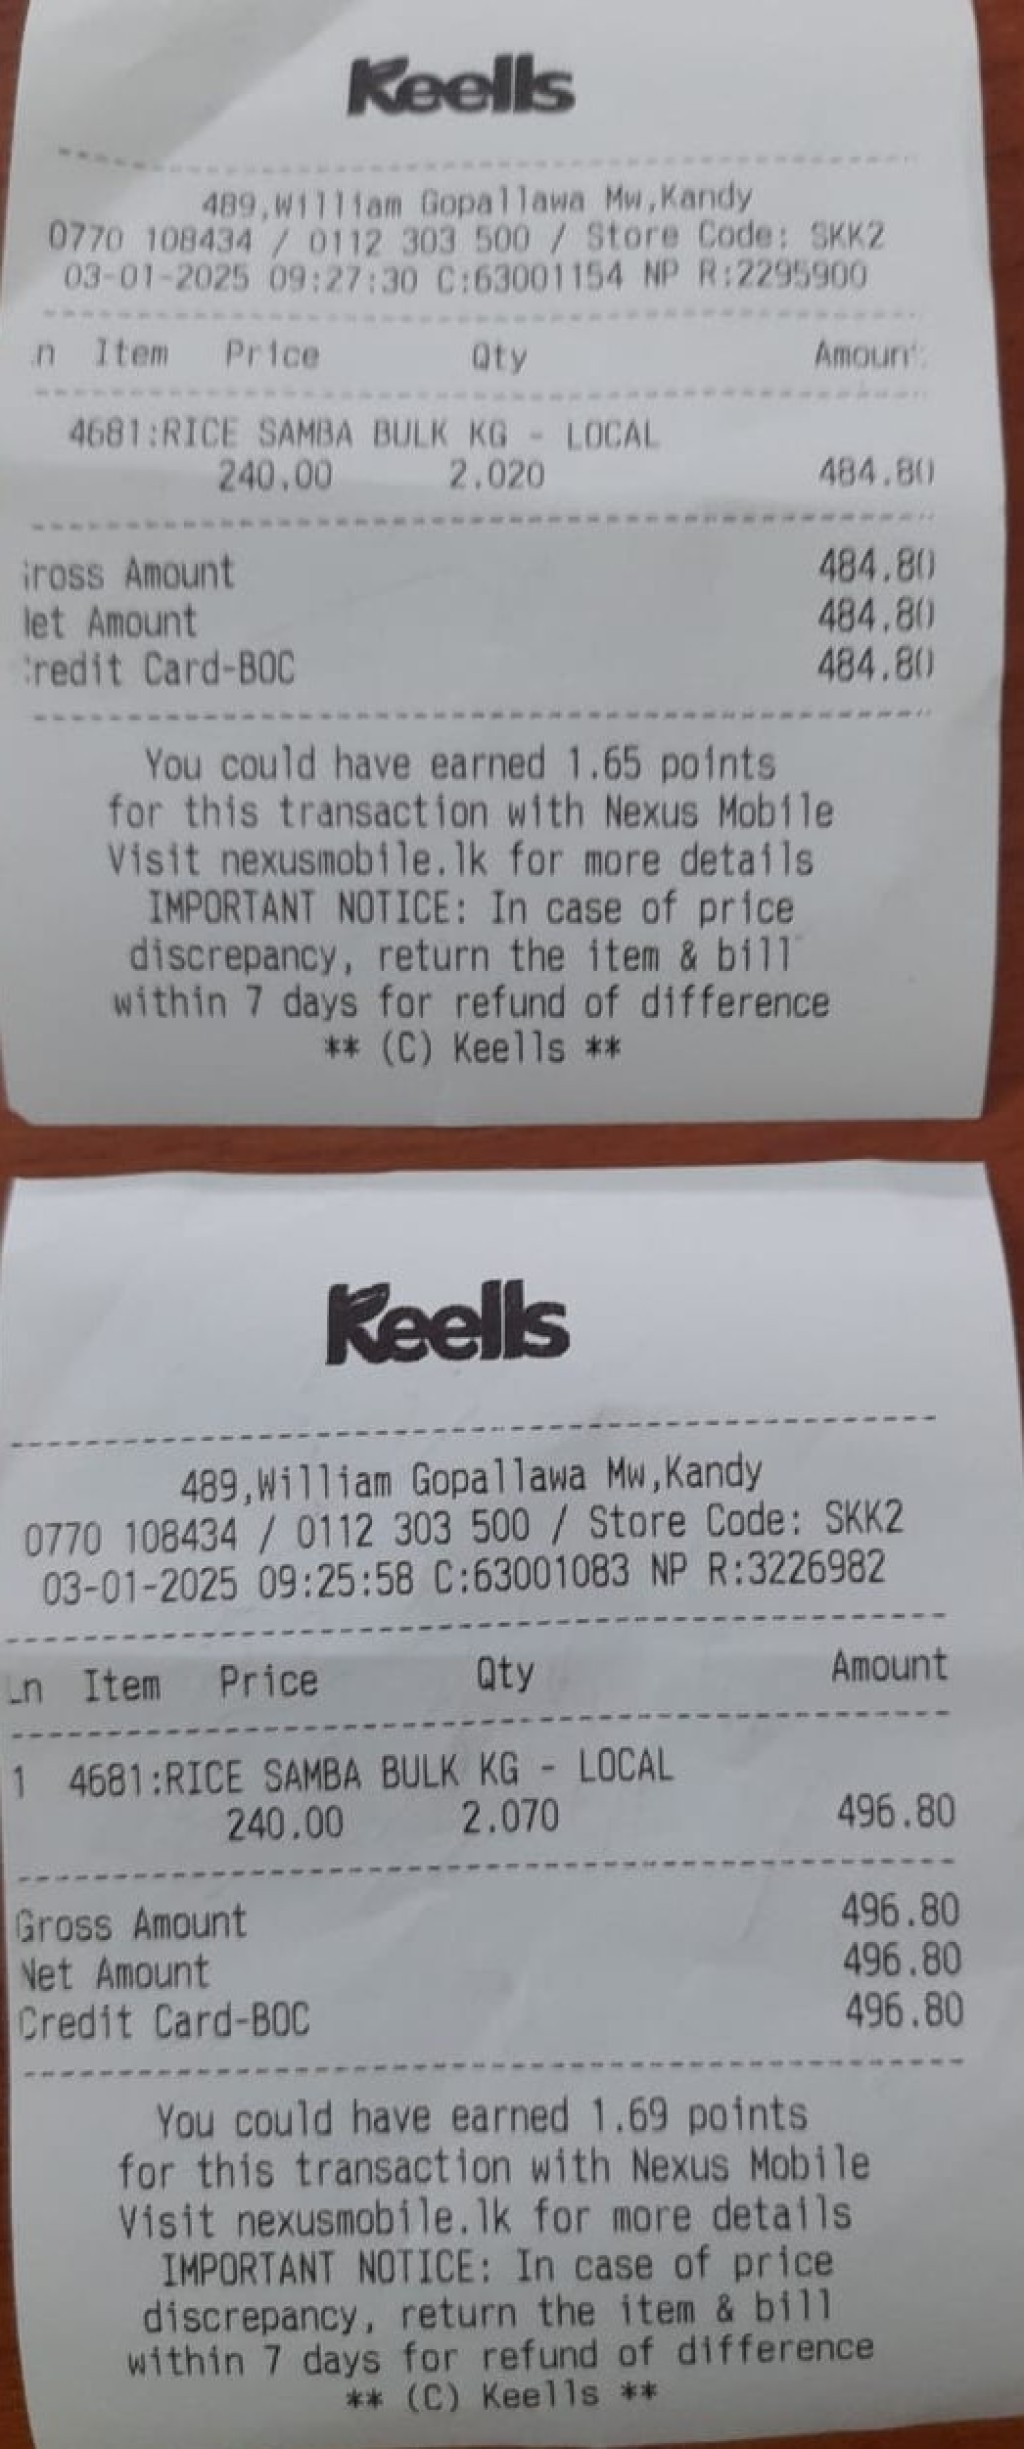 Keells
489,William Gopallawa Mw,Kandy
0770 108434 / 0112 303 500 / Store Code: SKK2
03-01-2025 09:27:30 C:63001154 NP R:2295900
n Item Price Qty Amount
4681:RICE SAMBA BULK KG - LOCAL
240.00 2.020 484.80
ross Amount 484.80
et Amount 484.80
redit Card-BOC 484.80
You could have earned 1.65 points
for this transaction with Nexus Mobile
Visit nexusmobile.lk for more details
IMPORTANT NOTICE: In case of price
discrepancy, return the item & bill
within 7 days for refund of difference
** (C) Keells **
Keells
489,William Gopallawa Mw,Kandy
0770 108434 / 0112 303 500 / Store Code: SKK2
03-01-2025 09:25:58 C:63001083 NP R:3226982
Ln Item Price Qty Amount
1 4681:RICE SAMBA BULK KG - LOCAL
240.00 2.070 496.80
Gross Amount 496.80
Net Amount 496.80
Credit Card-BOC 496.80
You could have earned 1.69 points
for this transaction with Nexus Mobile
Visit nexusmobile.lk for more details
IMPORTANT NOTICE: In case of price
discrepancy, return the item & bill
within 7 days for refund of difference
** (C) Keells **